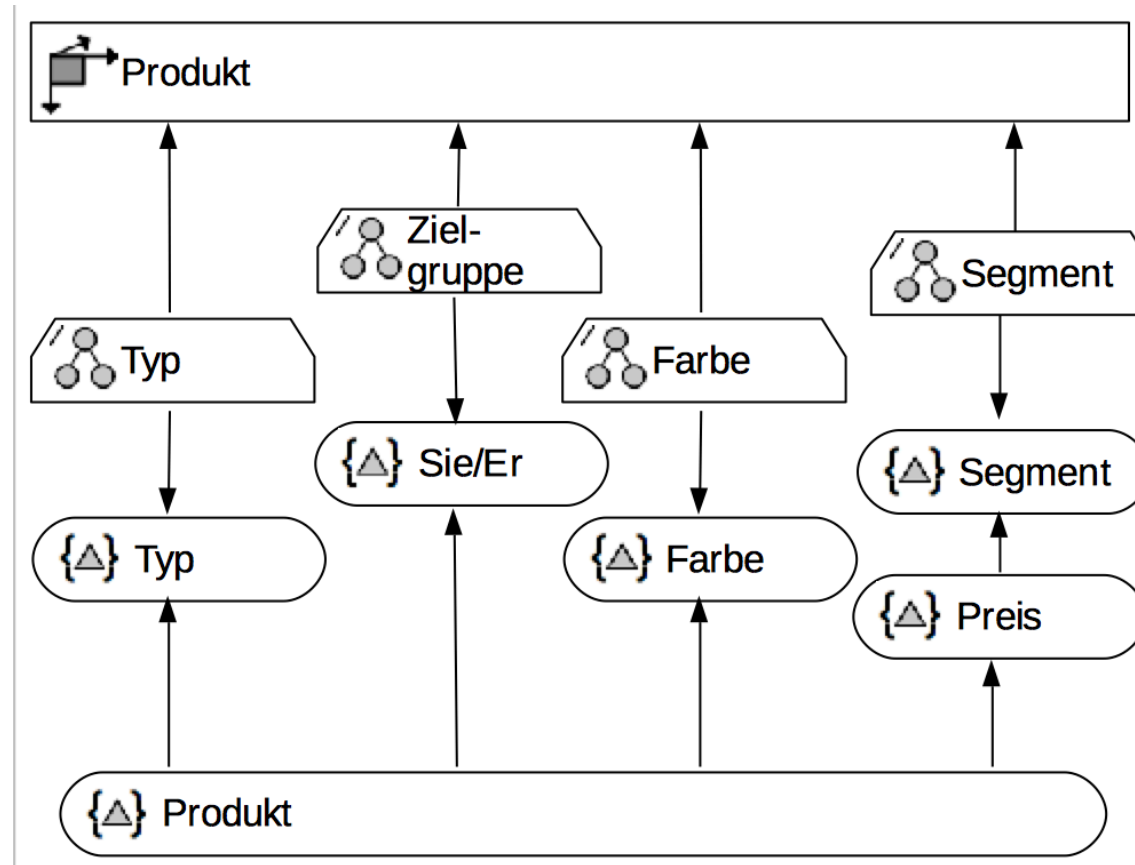 Produkt
Ziel-
gruppe
Segment
Typ
Farbe
{△} Sie/Er
{△} Segment
{△} Typ
{△} Farbe
{△} Preis
{△} Produkt